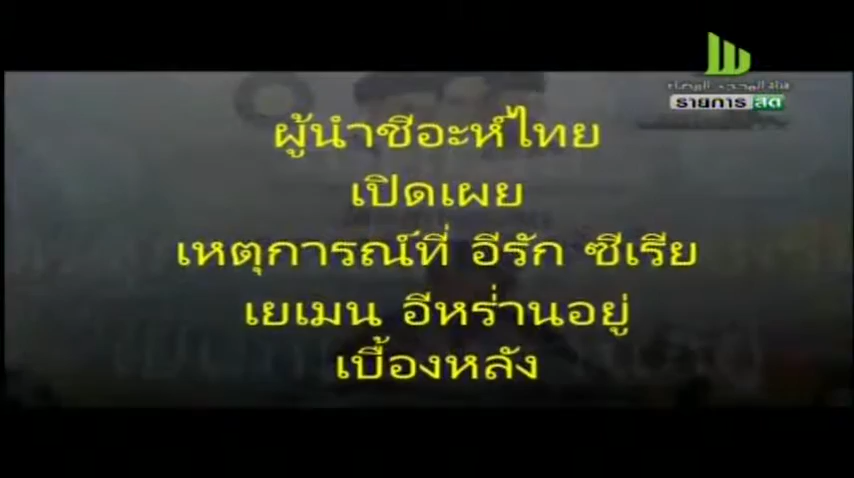 รายการ สด
ผู้นำชีอะห์ไทย
เปิดเผย
เหตุการณ์ที่ อีรัก ซีเรีย
เยเมน อีหร่านอยู่
เบื้องหลัง